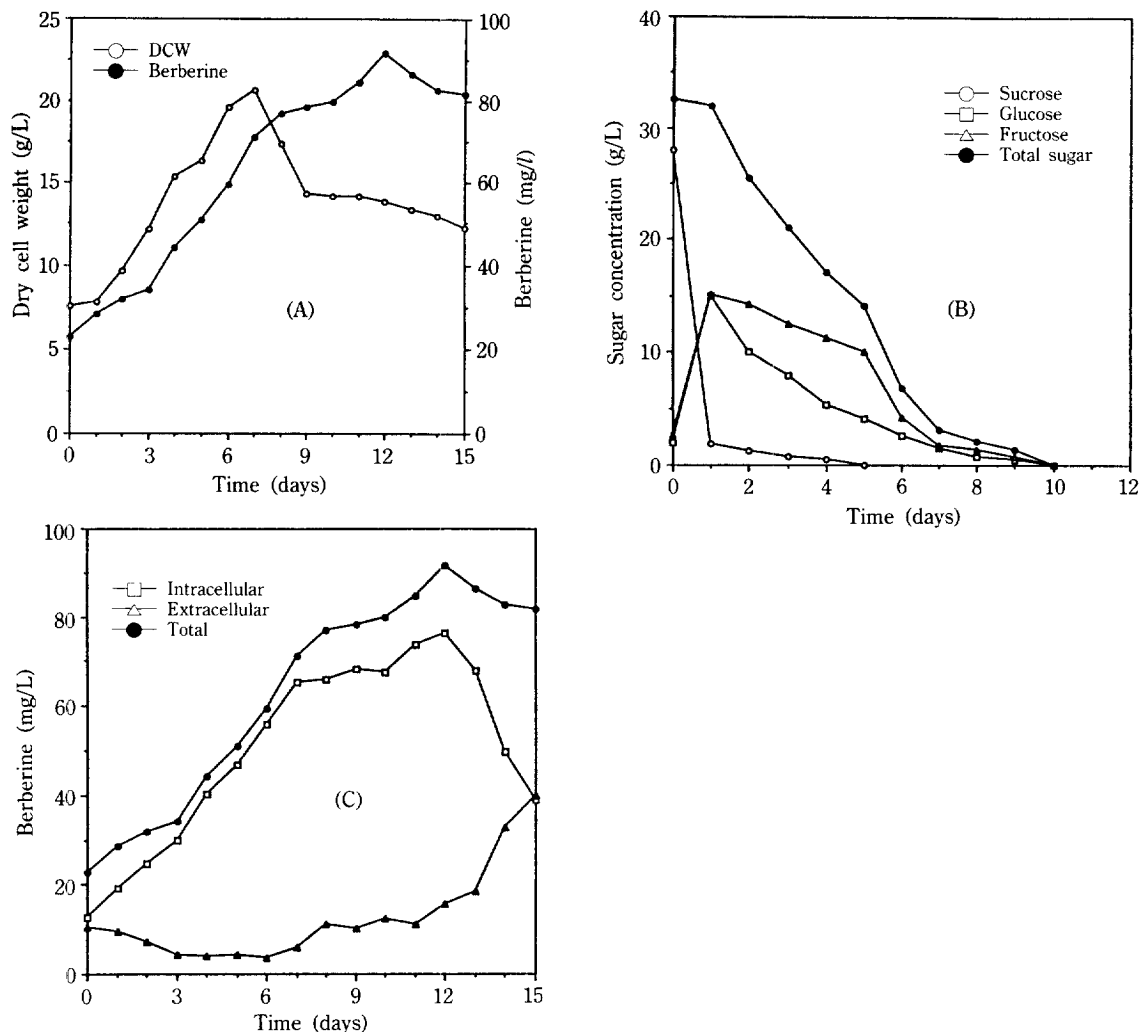 DCW
Berberine
Dry cell weight (g/L)
25
20
15
10
5
0
100
80
60
40
20
0
Berberine (mg/l)
(A)
0 3 6 9 12 15
Time (days)
Sucrose
Glucose
Fructose
Total sugar
Sugar concentration (g/L)
40
30
20
10
0
(B)
0 2 4 6 8 10 12
Time (days)
Intracellular
Extracellular
Total
Berberine (mg/L)
100
80
60
40
20
0
(C)
0 3 6 9 12 15
Time (days)